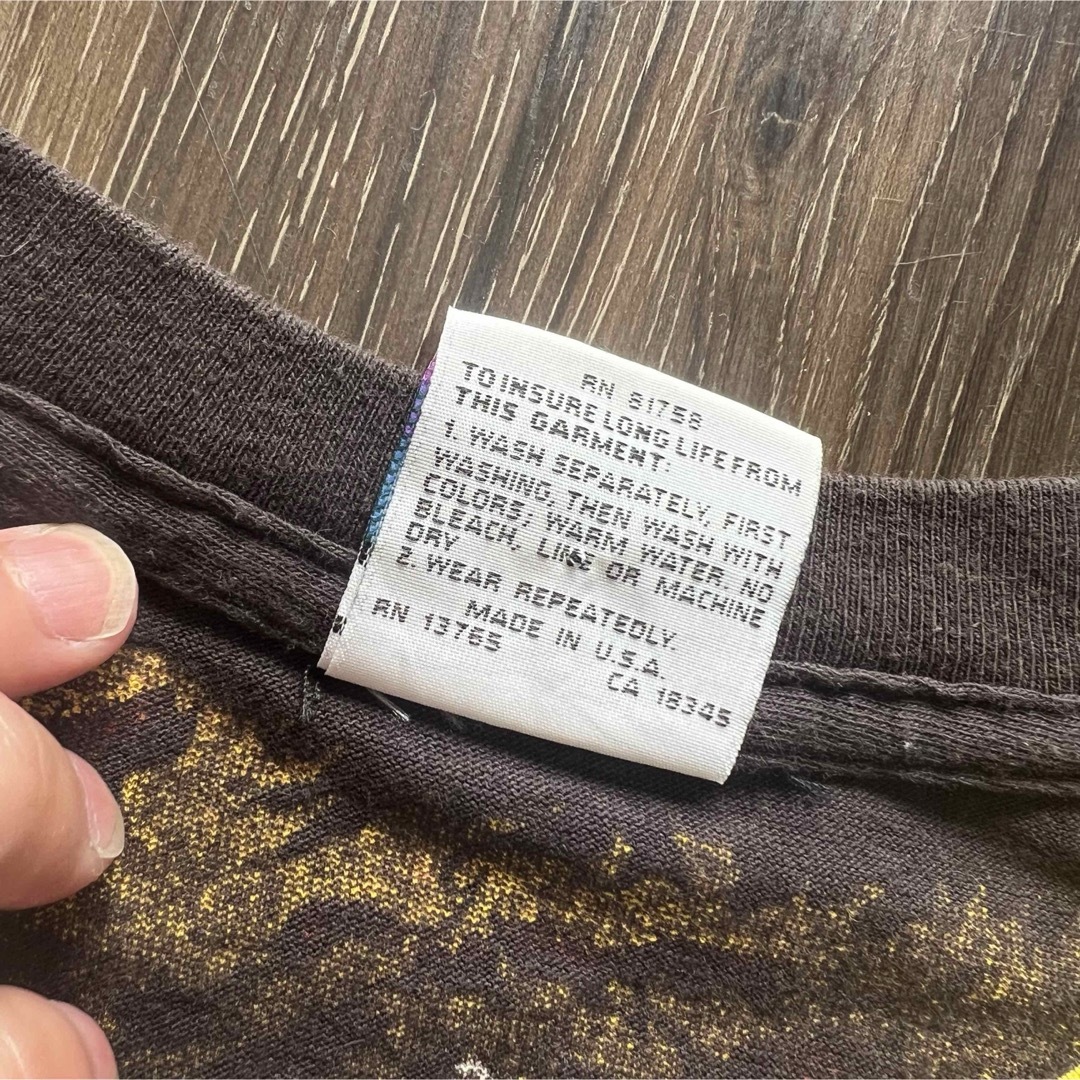 RN 81758
TO INSURE LONG LIFE FROM
THIS GARMENT:
1. WASH SEPARATELY, FIRST
WASHING, THEN WASH WITH
COLORS, WARM WATER, NO
BLEACH, LINE OR MACHINE
DRY
2. WEAR REPEATEDLY.
MADE IN U.S.A.
RN 13765
CA 18345